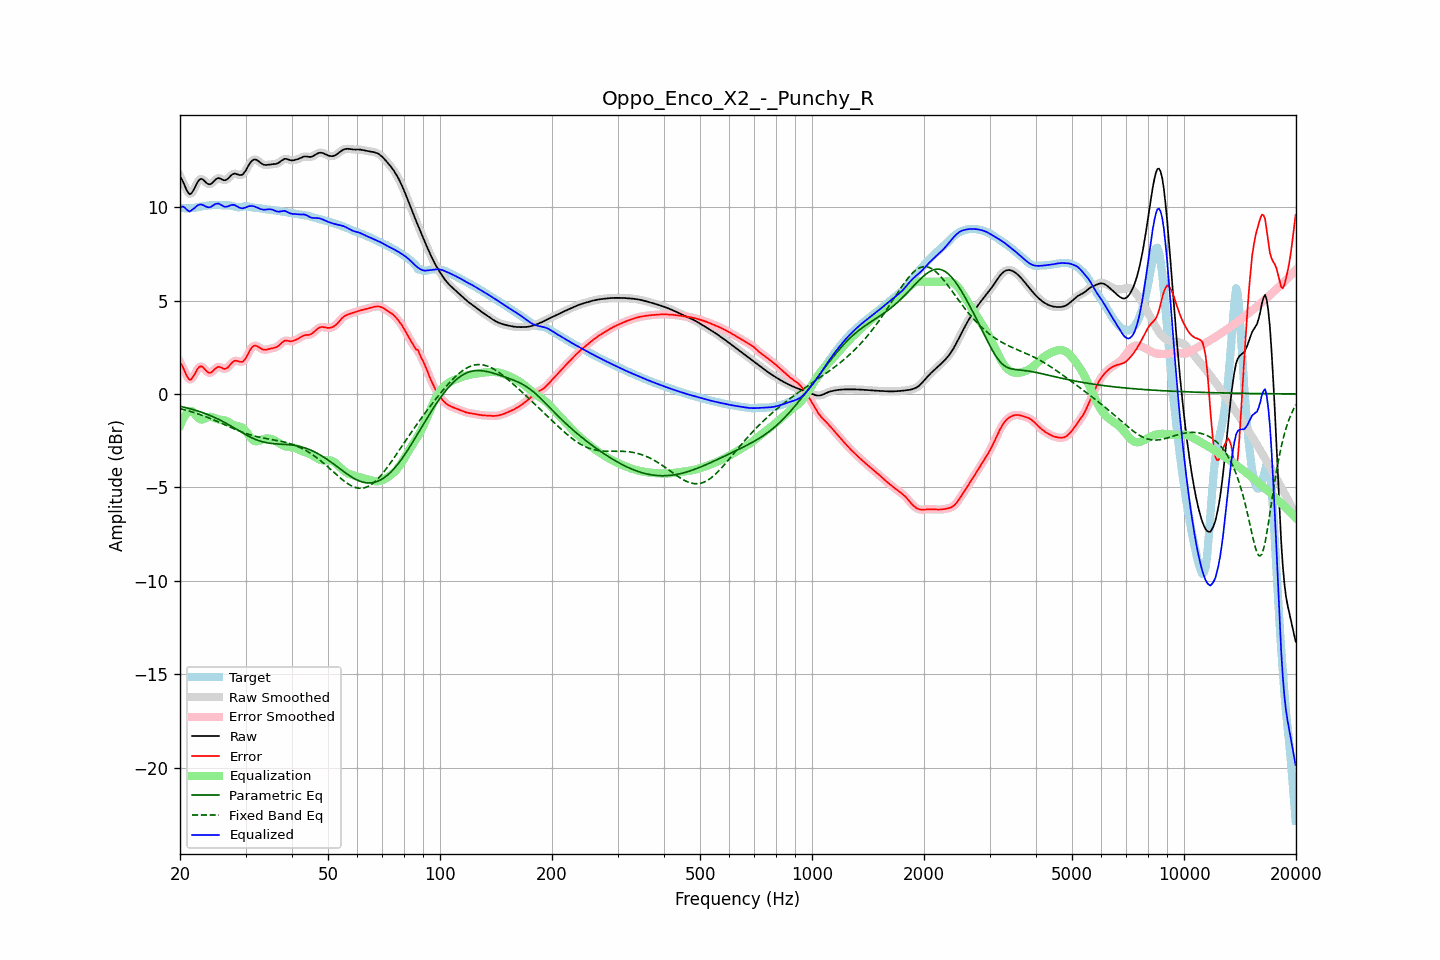 Oppo_Enco_X2_-_Punchy_R
Amplitude (dBr)
10
5
0
−5
−10
−15
−20
Target
Raw Smoothed
Error Smoothed
Raw
Error
Equalization
Parametric Eq
Fixed Band Eq
Equalized
20 50 100 200 500 1000 2000 5000 10000 20000
Frequency (Hz)